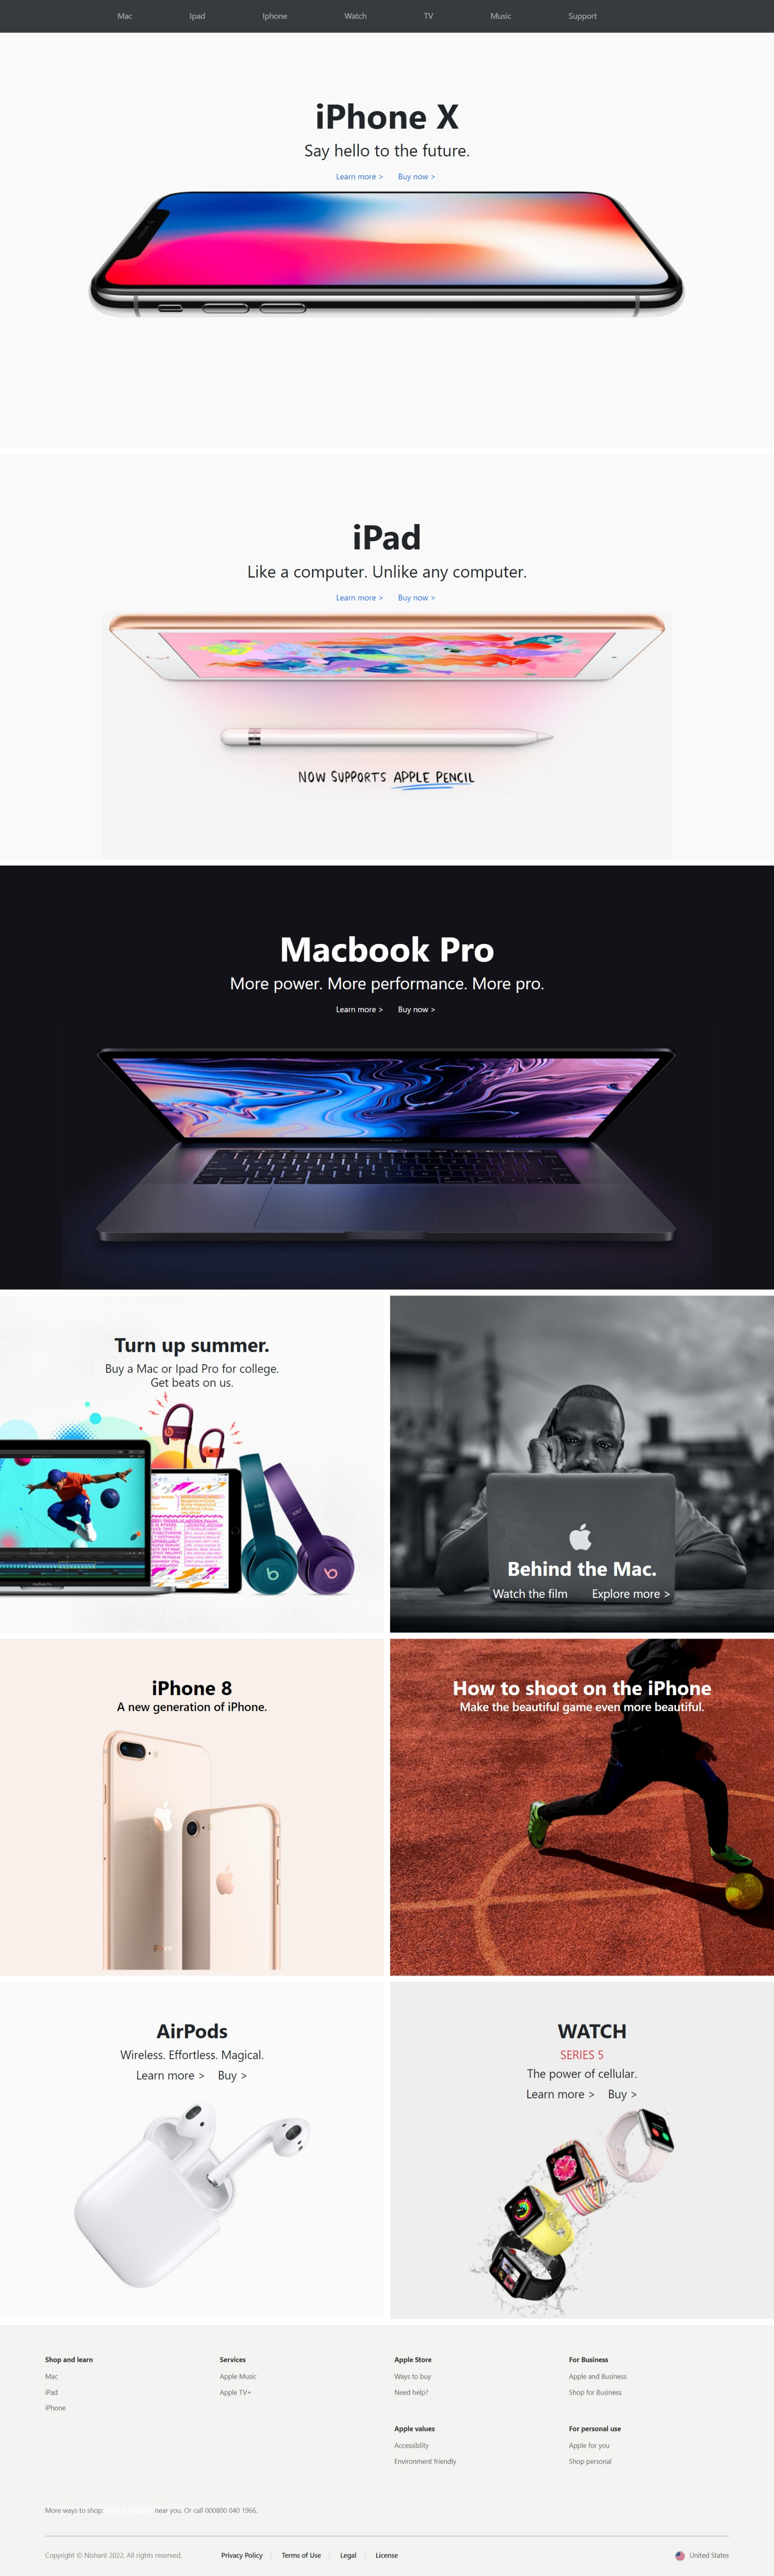 Mac Ipad Iphone Watch TV Music Support
iPhone X
Say hello to the future.
Learn more > Buy now >
iPad
Like a computer. Unlike any computer.
Learn more > Buy now >
NOW SUPPORTS APPLE PENCIL
Macbook Pro
More power. More performance. More pro.
Learn more > Buy now >
Turn up summer.
Buy a Mac or Ipad Pro for college.
Get beats on us.
Behind the Mac.
Watch the film Explore more >
iPhone 8
A new generation of iPhone.
How to shoot on the iPhone
Make the beautiful game even more beautiful.
AirPods
Wireless. Effortless. Magical.
Learn more > Buy >
WATCH
SERIES 5
The power of cellular.
Learn more > Buy >
Shop and learn
Mac
iPad
iPhone
Services
Apple Music
Apple TV+
Apple Store
Ways to buy
Need help?
Apple values
Accessiblity
Environment friendly
For Business
Apple and Business
Shop for Business
For personal use
Apple for you
Shop personal
More ways to shop: near you. Or call 000800 040 1966.
Copyright © Nishant 2022. All rights reserved. Privacy Policy Terms of Use Legal License United States